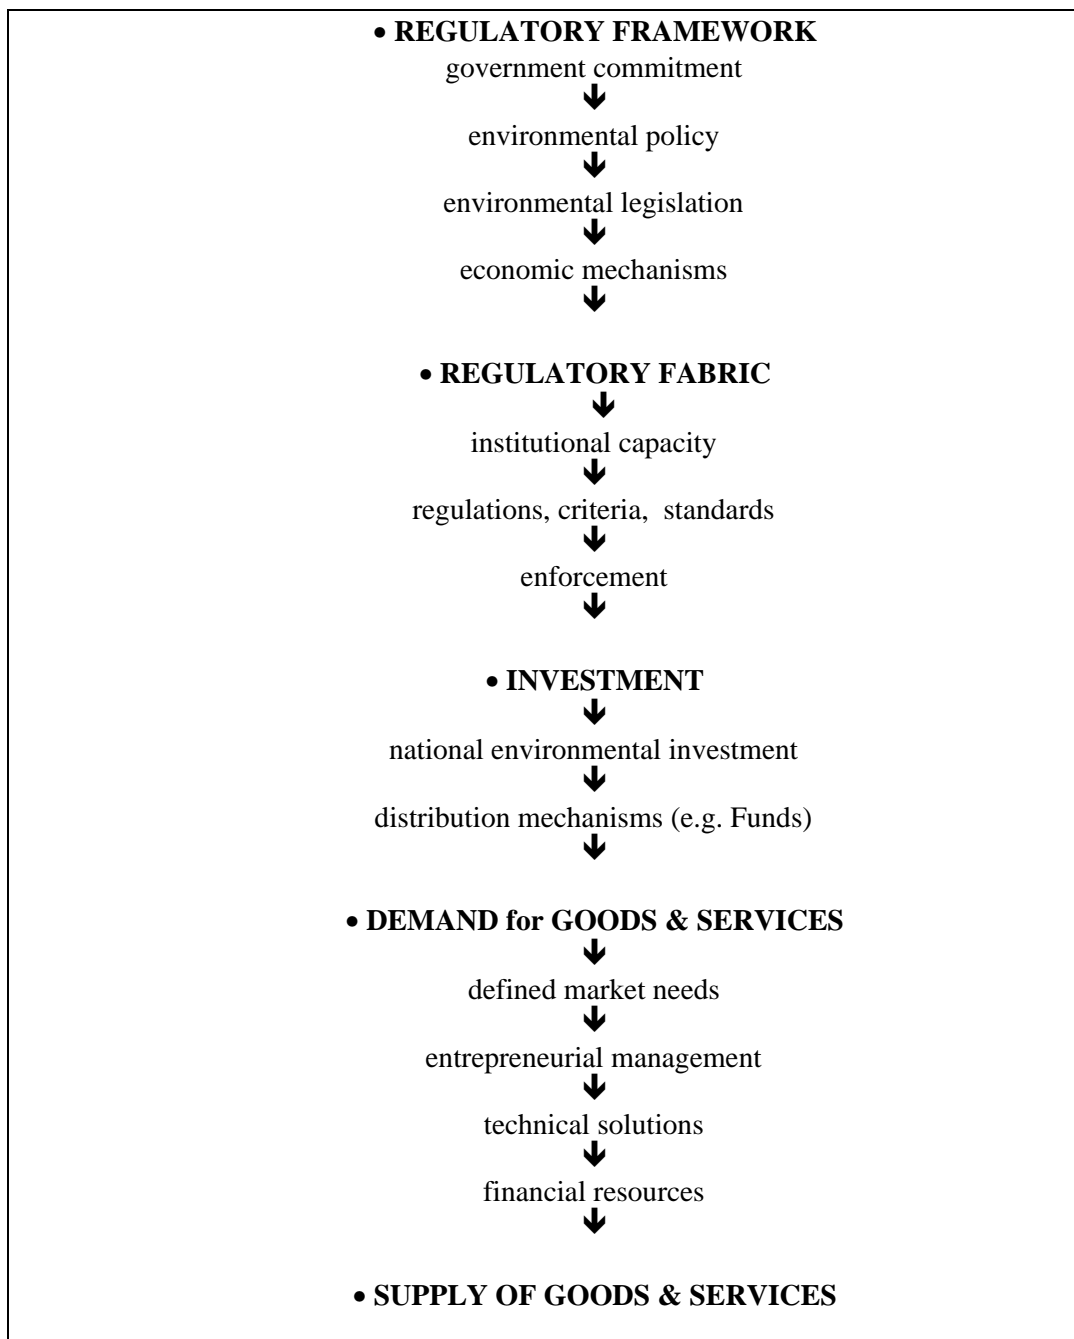 • REGULATORY FRAMEWORK
government commitment
🡻
environmental policy
🡻
environmental legislation
🡻
economic mechanisms
🡻
• REGULATORY FABRIC
🡻
institutional capacity
🡻
regulations, criteria,  standards
🡻
enforcement
🡻
• INVESTMENT
🡻
national environmental investment
🡻
distribution mechanisms (e.g. Funds)
🡻
• DEMAND for GOODS & SERVICES
🡻
defined market needs
🡻
entrepreneurial management
🡻
technical solutions
🡻
financial resources
🡻
• SUPPLY OF GOODS & SERVICES